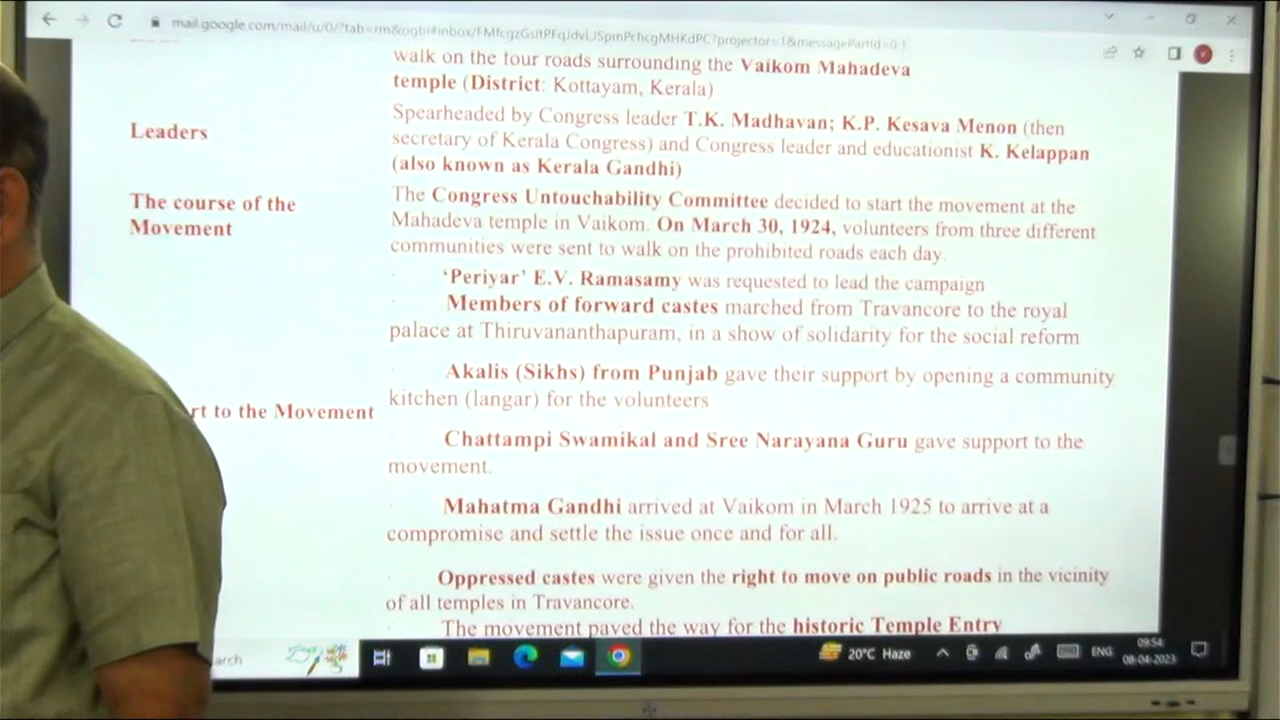 mail.google.com/mail/u/0/?tab=rm&ogbl#inbox/
walk on the four roads surrounding the Vaikom Mahadeva
temple (District: Kottayam, Kerala)
Leaders
Spearheaded by Congress leader T.K. Madhavan; K.P. Kesava Menon (then
secretary of Kerala Congress) and Congress leader and educationist K. Kelappan
(also known as Kerala Gandhi)
The course of the
Movement
The Congress Untouchability Committee decided to start the movement at the
Mahadeva temple in Vaikom. On March 30, 1924, volunteers from three different
communities were sent to walk on the prohibited roads each day.
‘Periyar’ E.V. Ramasamy was requested to lead the campaign
Members of forward castes marched from Travancore to the royal
palace at Thiruvananthapuram, in a show of solidarity for the social reform
rt to the Movement
Akalis (Sikhs) from Punjab gave their support by opening a community
kitchen (langar) for the volunteers
Chattampi Swamikal and Sree Narayana Guru gave support to the
movement.
Mahatma Gandhi arrived at Vaikom in March 1925 to arrive at a
compromise and settle the issue once and for all.
Oppressed castes were given the right to move on public roads in the vicinity
of all temples in Travancore.
The movement paved the way for the historic Temple Entry
arch
20°C Haze
ENG
09:54
08-04-2023